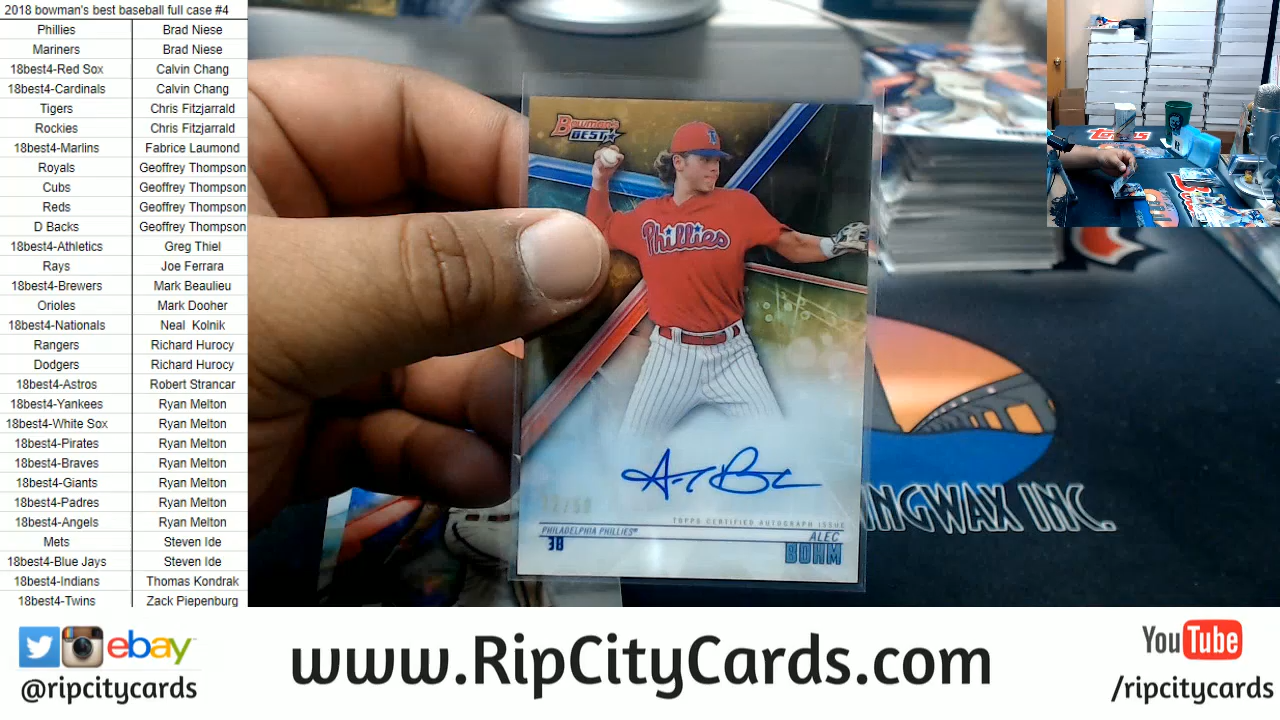 2018 bowman's best baseball full case #4
Phillies Brad Niese
Mariners Brad Niese
18best4-Red Sox Calvin Chang
18best4-Cardinals Calvin Chang
Tigers Chris Fitzjarrald
Rockies Chris Fitzjarrald
18best4-Marlins Fabrice Laumond
Royals Geoffrey Thompson
Cubs Geoffrey Thompson
Reds Geoffrey Thompson
D Backs Geoffrey Thompson
18best4-Athletics Greg Thiel
Rays Joe Ferrara
18best4-Brewers Mark Beaulieu
Orioles Mark Dooher
18best4-Nationals Neal Kolnik
Rangers Richard Hurocy
Dodgers Richard Hurocy
18best4-Astros Robert Strancar
18best4-Yankees Ryan Melton
18best4-White Sox Ryan Melton
18best4-Pirates Ryan Melton
18best4-Braves Ryan Melton
18best4-Giants Ryan Melton
18best4-Padres Ryan Melton
18best4-Angels Ryan Melton
Mets Steven Ide
18best4-Blue Jays Steven Ide
18best4-Indians Thomas Kondrak
18best4-Twins Zack Piepenburg
BOWMAN'S
BEST
Phillies
TOPPS CERTIFIED AUTOGRAPH ISSUE
PHILADELPHIA PHILLIES®
3B
ALEC
BOHM
INGWAX INC.
TOPPS
ebay
@ripcitycards
www.RipCityCards.com
YouTube
/ripcitycards